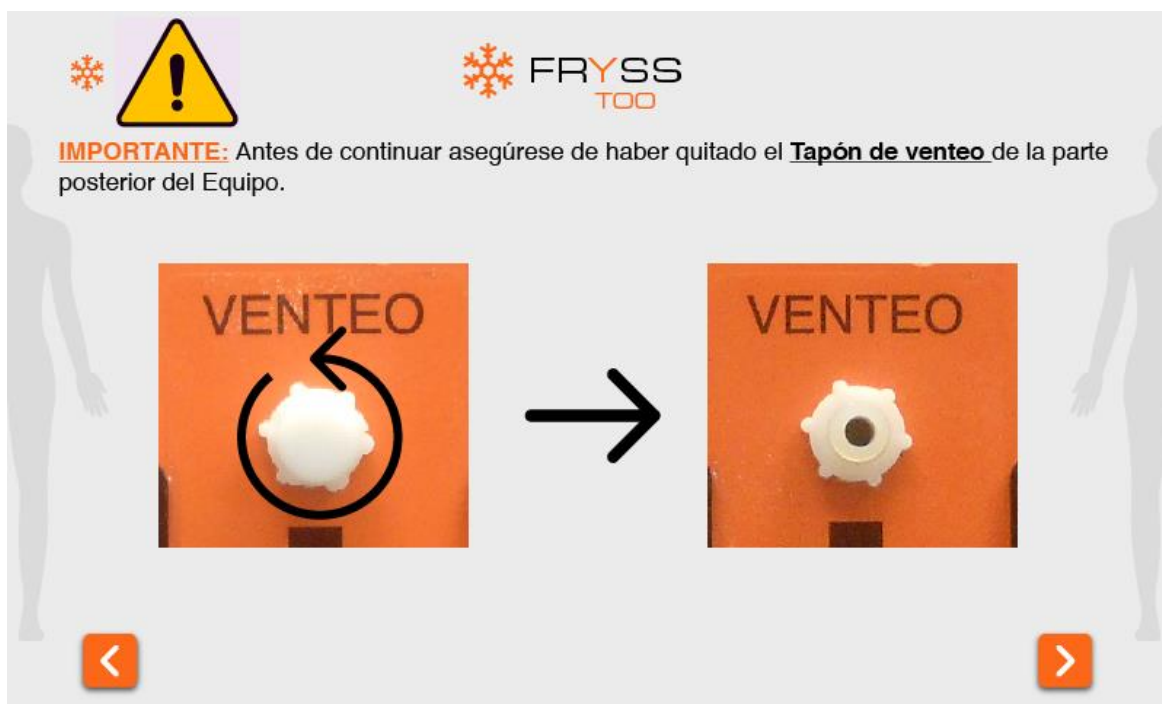 FRYSS
TOO
IMPORTANTE: Antes de continuar asegúrese de haber quitado el Tapón de venteo de la parte
posterior del Equipo.
VENTEO
VENTEO